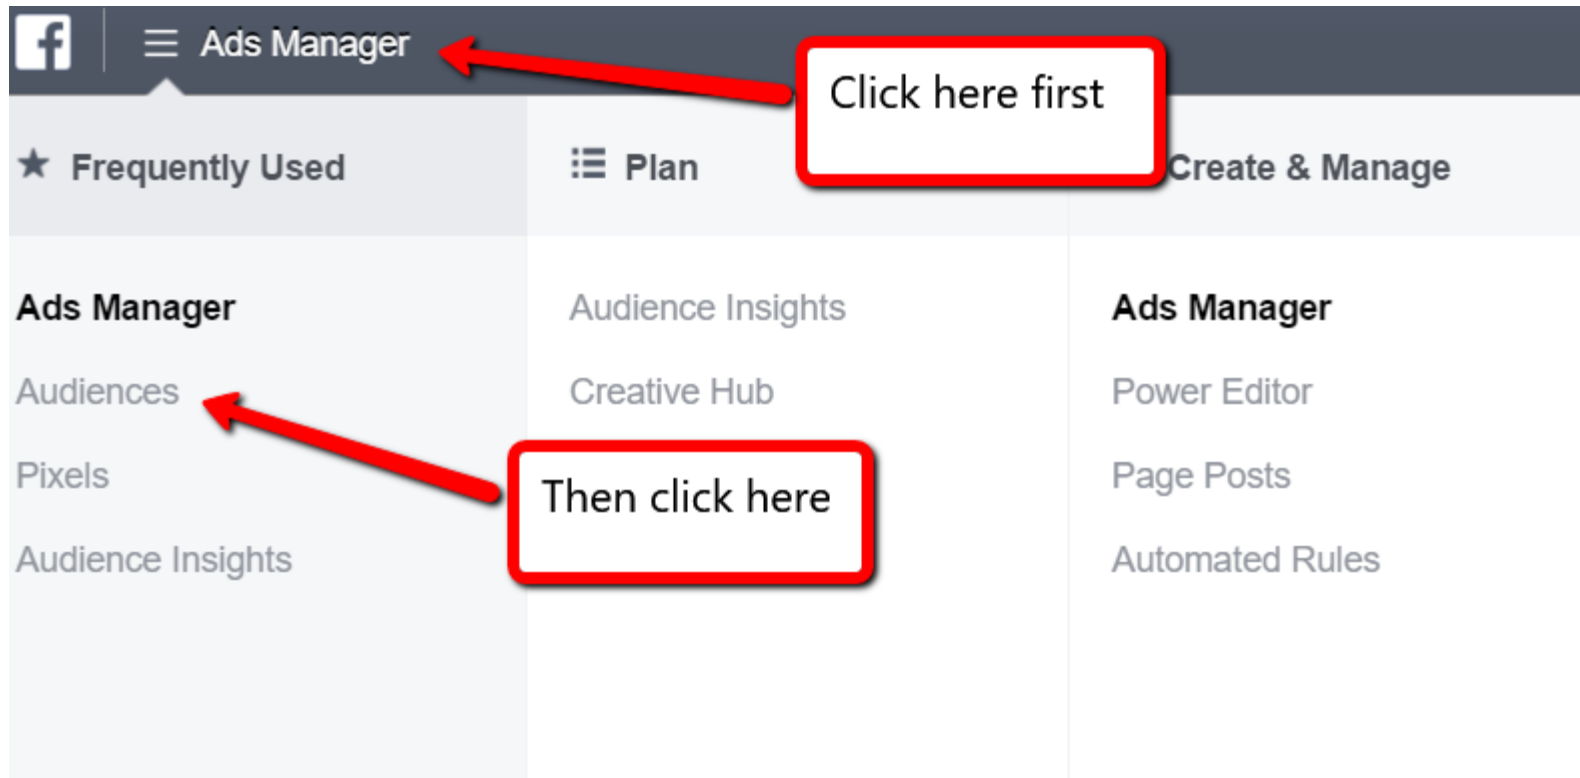 Ads Manager
Click here first
Frequently Used
Plan
Create & Manage
Ads Manager
Audiences
Pixels
Audience Insights
Audience Insights
Creative Hub
Then click here
Ads Manager
Power Editor
Page Posts
Automated Rules